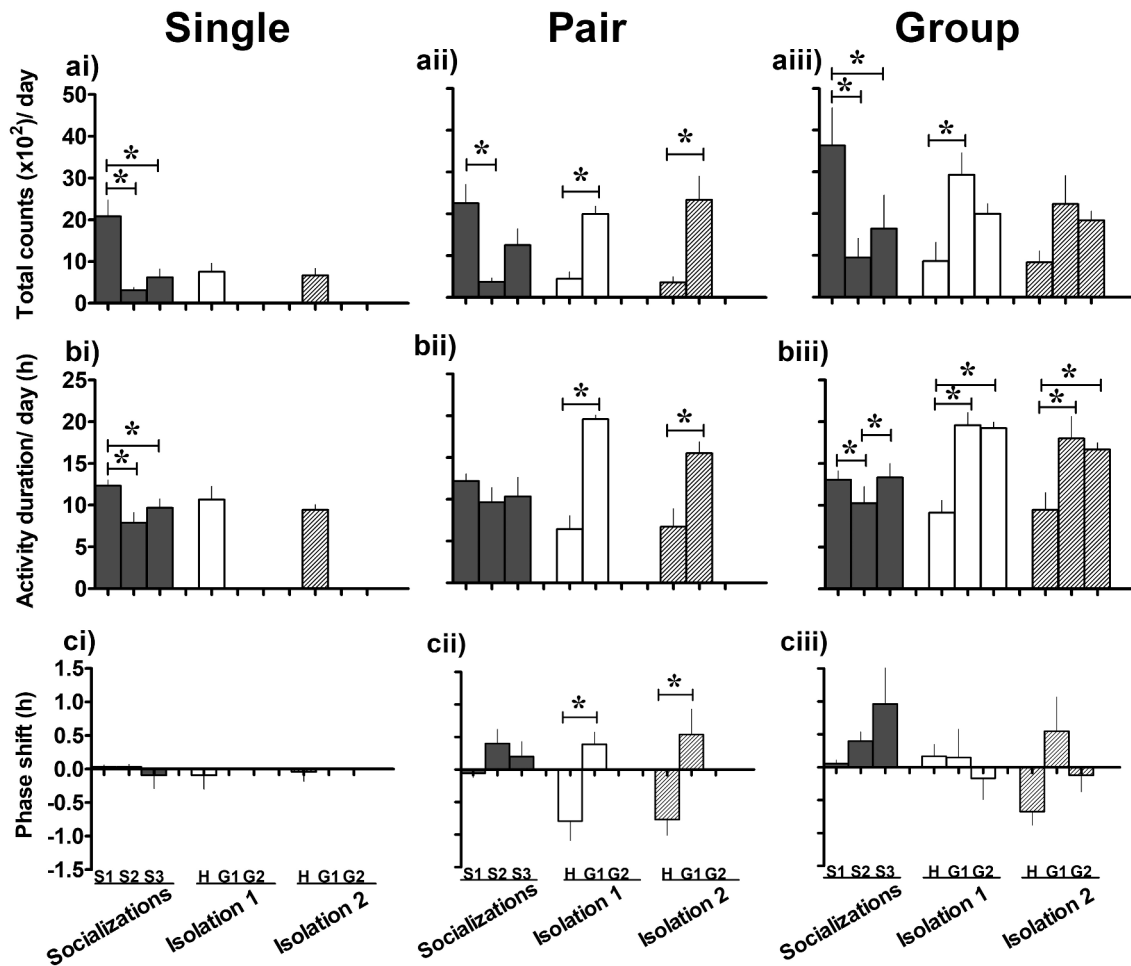 Single Pair Group
ai) aii) aiii)
Total counts (x10²)/ day
50
40
30
20
10
0
* *
* * *
* * *
bi) bii) biii)
Activity duration/ day (h)
25
20
15
10
5
0
* *
* *
* * * * * *
ci) cii) ciii)
Phase shift (h)
1.5
1.0
0.5
0.0
-0.5
-1.0
-1.5
* *
S1 S2 S3 H G1 G2 H G1 G2
S1 S2 S3 H G1 G2 H G1 G2
S1 S2 S3 H G1 G2 H G1 G2
Socializations Isolation 1 Isolation 2
Socializations Isolation 1 Isolation 2
Socializations Isolation 1 Isolation 2